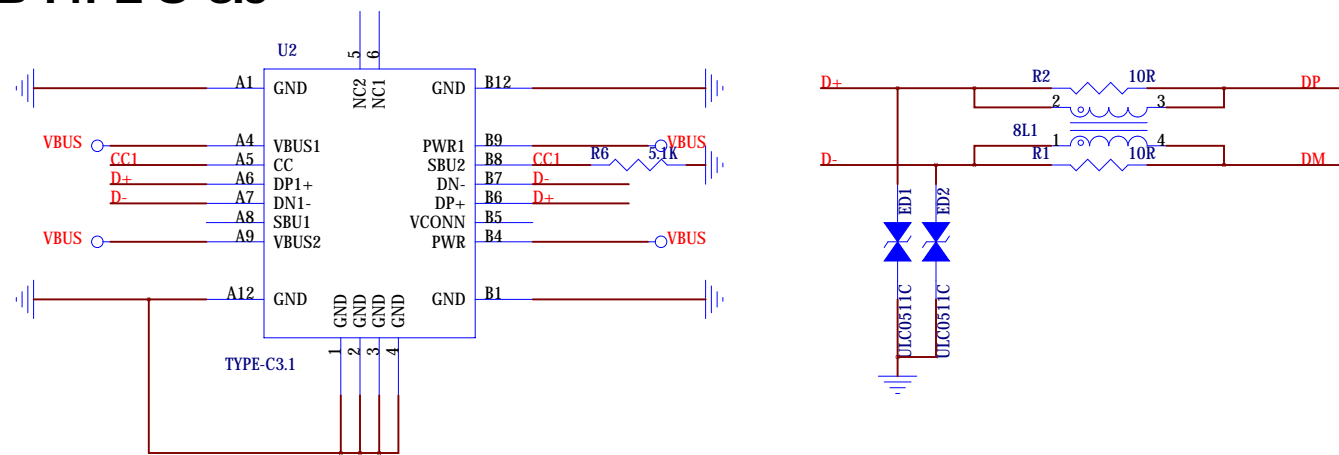 U2
5 6
NC2 NC1
A1 GND GND B12
VBUS A4 VBUS1 PWR1 B9 VBUS
CC1 A5 CC SBU2 B8 CC1 R6 5.1K
D+ A6 DP1+ DN- B7 D-
D- A7 DN1- DP+ B6 D+
A8 SBU1 VCONN B5
VBUS A9 VBUS2 PWR B4 VBUS
A12 GND GND B1
GND GND GND GND
1 2 3 4
TYPE-C3.1
D+ R2 10R DP
2 3
8L1
1 4
D- R1 10R DM
ED1 ED2
ULC0511C ULC0511C